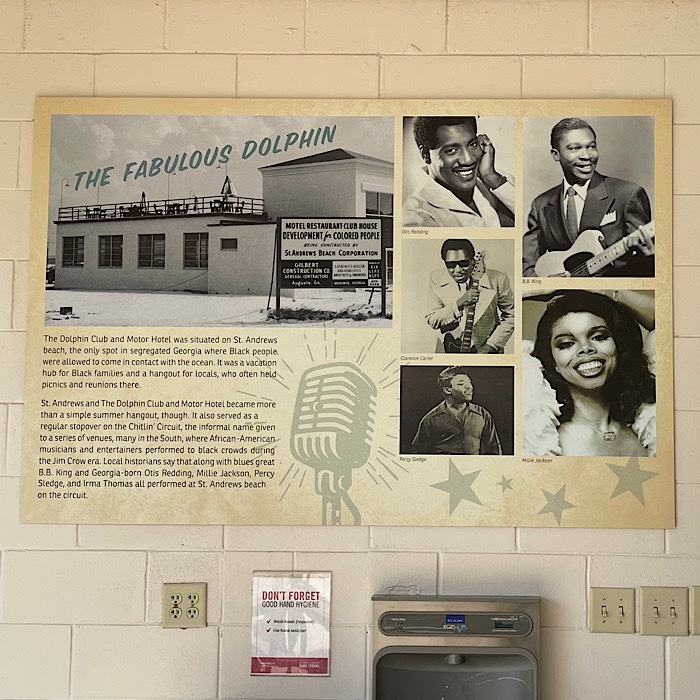 THE FABULOUS DOLPHIN
MOTEL RESTAURANT CLUB HOUSE
DEVELOPMENT for COLORED PEOPLE
BEING CONSTRUCTED BY
ST.ANDREWS BEACH CORPORATION
GILBERT
CONSTRUCTION CO.
GENERAL CONTRACTORS
Augusta, Ga.
Otis Redding
B.B. King
Clarence Carter
Percy Sledge
Millie Jackson
The Dolphin Club and Motor Hotel was situated on St. Andrews
beach, the only spot in segregated Georgia where Black people
were allowed to come in contact with the ocean. It was a vacation
hub for Black families and a hangout for locals, who often held
picnics and reunions there.
St. Andrews and The Dolphin Club and Motor Hotel became more
than a simple summer hangout, though. It also served as a
regular stopover on the Chitlin' Circuit, the informal name given
to a series of venues, many in the South, where African-American
musicians and entertainers performed to black crowds during
the Jim Crow era. Local historians say that along with blues great
B.B. King and Georgia-born Otis Redding, Millie Jackson, Percy
Sledge, and Irma Thomas all performed at St. Andrews beach
on the circuit.
DON'T FORGET
GOOD HAND HYGIENE
Wash hands frequently
Use hand sanitizer
ELKAY